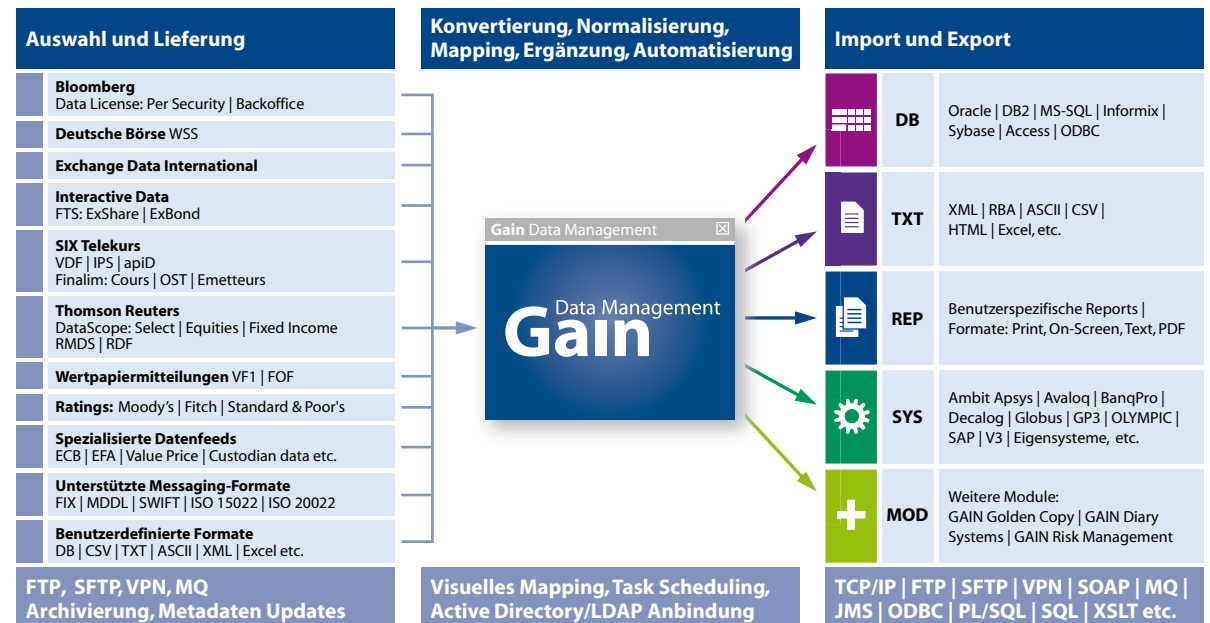 Auswahl und Lieferung
Bloomberg
Data License: Per Security | Backoffice
Deutsche Börse WSS
Exchange Data International
Interactive Data
FTS: ExShare | ExBond
SIX Telekurs
VDF | IPS | apiD
Finalim: Cours | OST | Emetteurs
Thomson Reuters
DataScope: Select | Equities | Fixed Income
RMDS | RDF
Wertpapiermitteilungen VF1 | FOF
Ratings: Moody’s | Fitch | Standard & Poor's
Spezialisierte Datenfeeds
ECB | EFA | Value Price | Custodian data etc.
Unterstützte Messaging-Formate
FIX | MDDL | SWIFT | ISO 15022 | ISO 20022
Benutzerdefinierte Formate
DB | CSV | TXT | ASCII | XML | Excel etc.
FTP, SFTP, VPN, MQ
Archivierung, Metadaten Updates
Konvertierung, Normalisierung,
Mapping, Ergänzung, Automatisierung
Gain Data Management
Data Management
Gain
Visuelles Mapping, Task Scheduling,
Active Directory/LDAP Anbindung
Import und Export
DB
Oracle | DB2 | MS-SQL | Informix |
Sybase | Access | ODBC
TXT
XML | RBA | ASCII | CSV |
HTML | Excel, etc.
REP
Benutzerspezifische Reports |
Formate: Print, On-Screen, Text, PDF
SYS
Ambit Apsys | Avaloq | BanqPro |
Decalog | Globus | GP3 | OLYMPIC |
SAP | V3 | Eigensysteme, etc.
MOD
Weitere Module:
GAIN Golden Copy | GAIN Diary
Systems | GAIN Risk Management
TCP/IP | FTP | SFTP | VPN | SOAP | MQ |
JMS | ODBC | PL/SQL | SQL | XSLT etc.